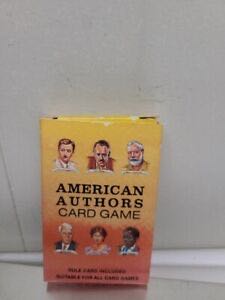 AMERICAN
AUTHORS
CARD GAME
RULE CARD INCLUDED
SUITABLE FOR ALL CARD GAMES